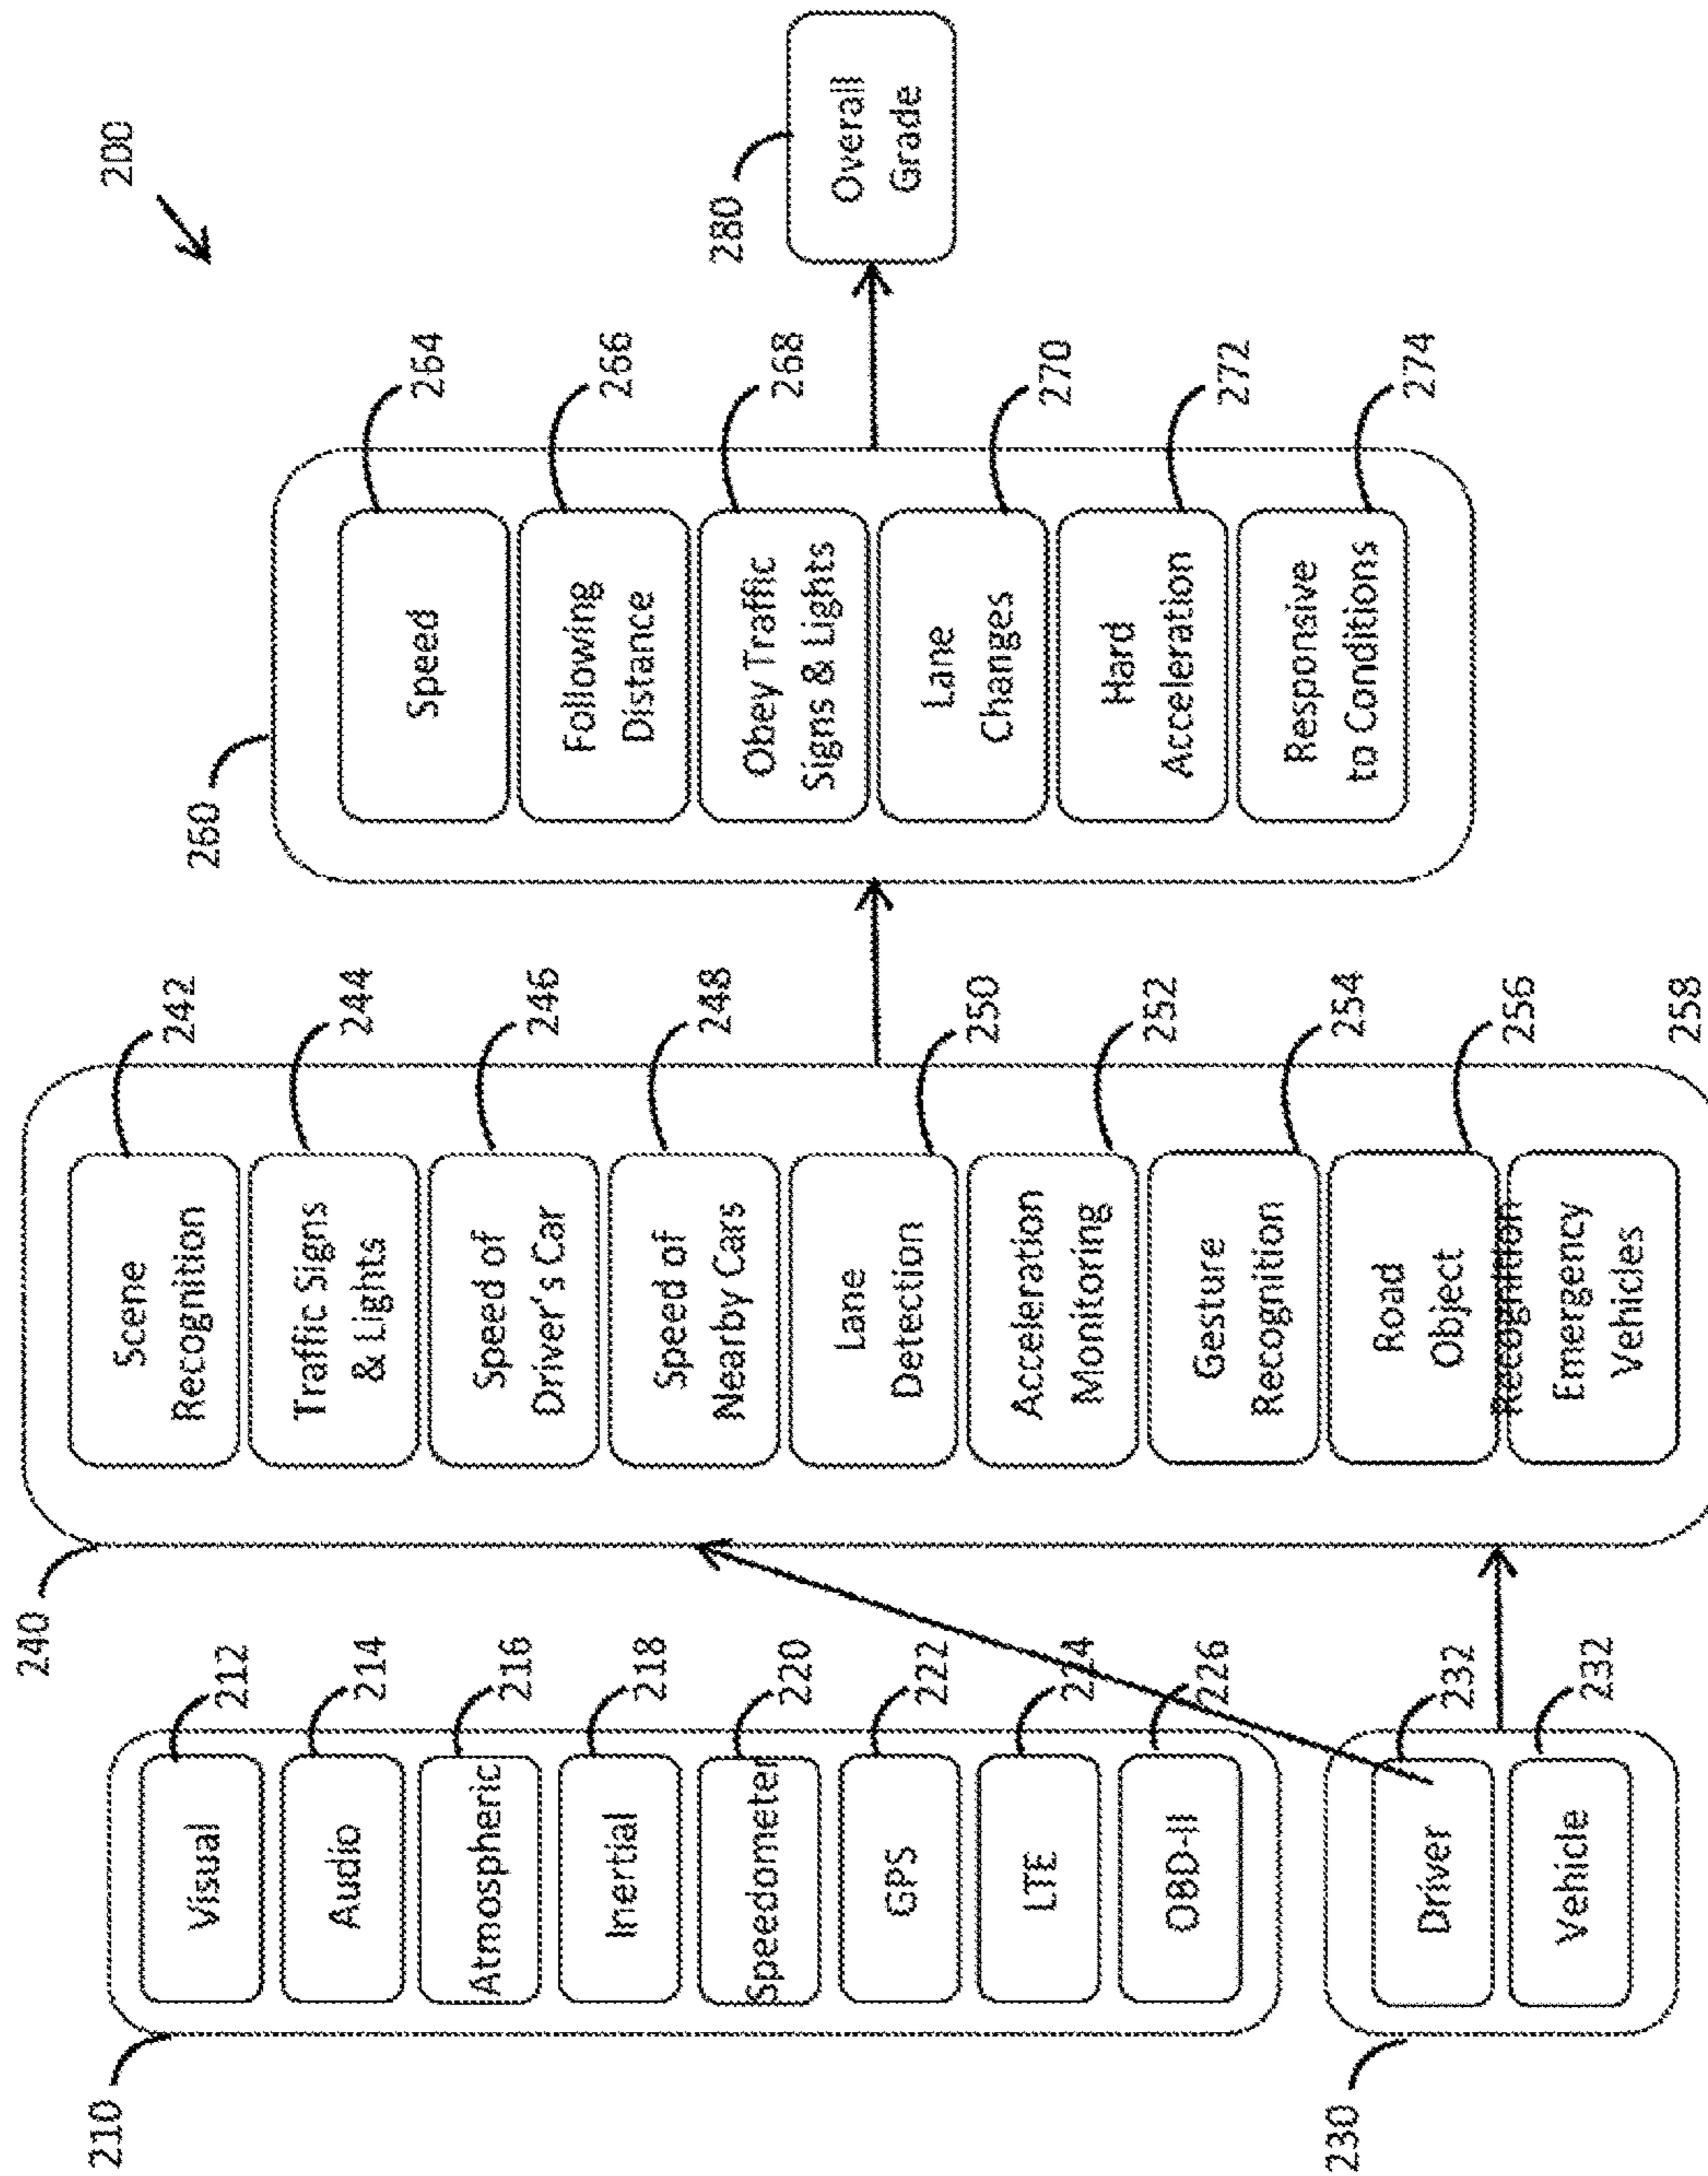 200
210
Visual
212
Audio
214
Atmospheric
216
Inertial
218
Speedometer
220
GPS
222
LTE
224
OBD-II
226
230
Driver
232
Vehicle
232
240
Scene
Recognition
242
Traffic Signs
& Lights
244
Speed of
Driver's Car
246
Speed of
Nearby Cars
248
Lane
Detection
250
Acceleration
Monitoring
252
Gesture
Recognition
254
Road
Object
Recognition
256
Emergency
Vehicles
258
260
Speed
264
Following
Distance
266
Obey Traffic
Signs & Lights
268
Lane
Changes
270
Hard
Acceleration
272
Responsive
to Conditions
274
280
Overall
Grade